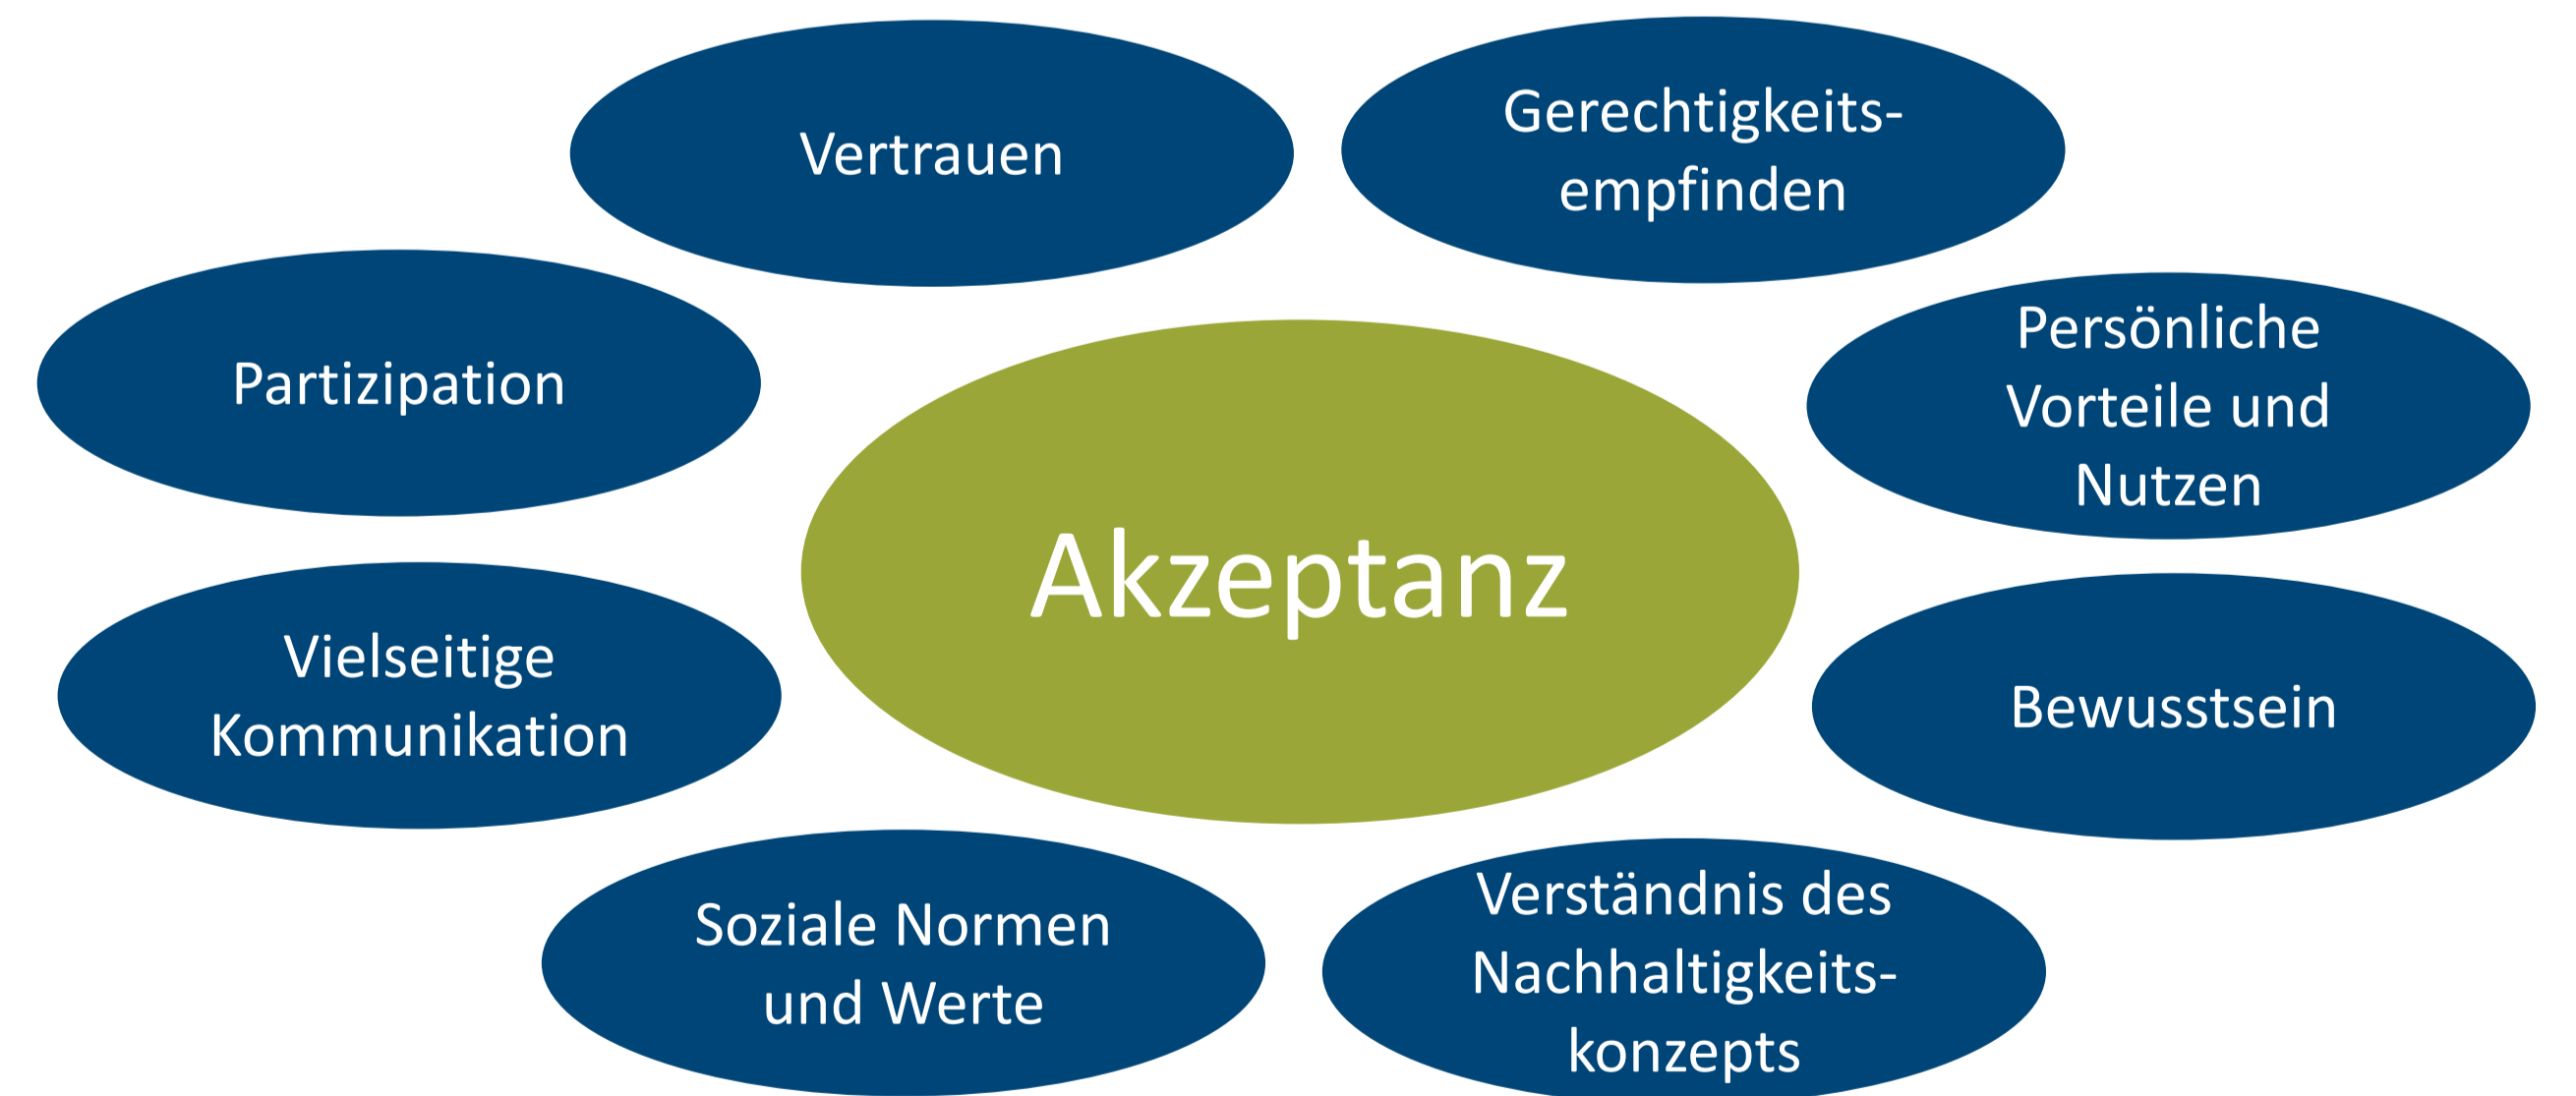 Vertrauen
Gerechtigkeits-
empfinden
Partizipation
Persönliche
Vorteile und
Nutzen
Akzeptanz
Vielseitige
Kommunikation
Bewusstsein
Soziale Normen
und Werte
Verständnis des
Nachhaltigkeits-
konzepts